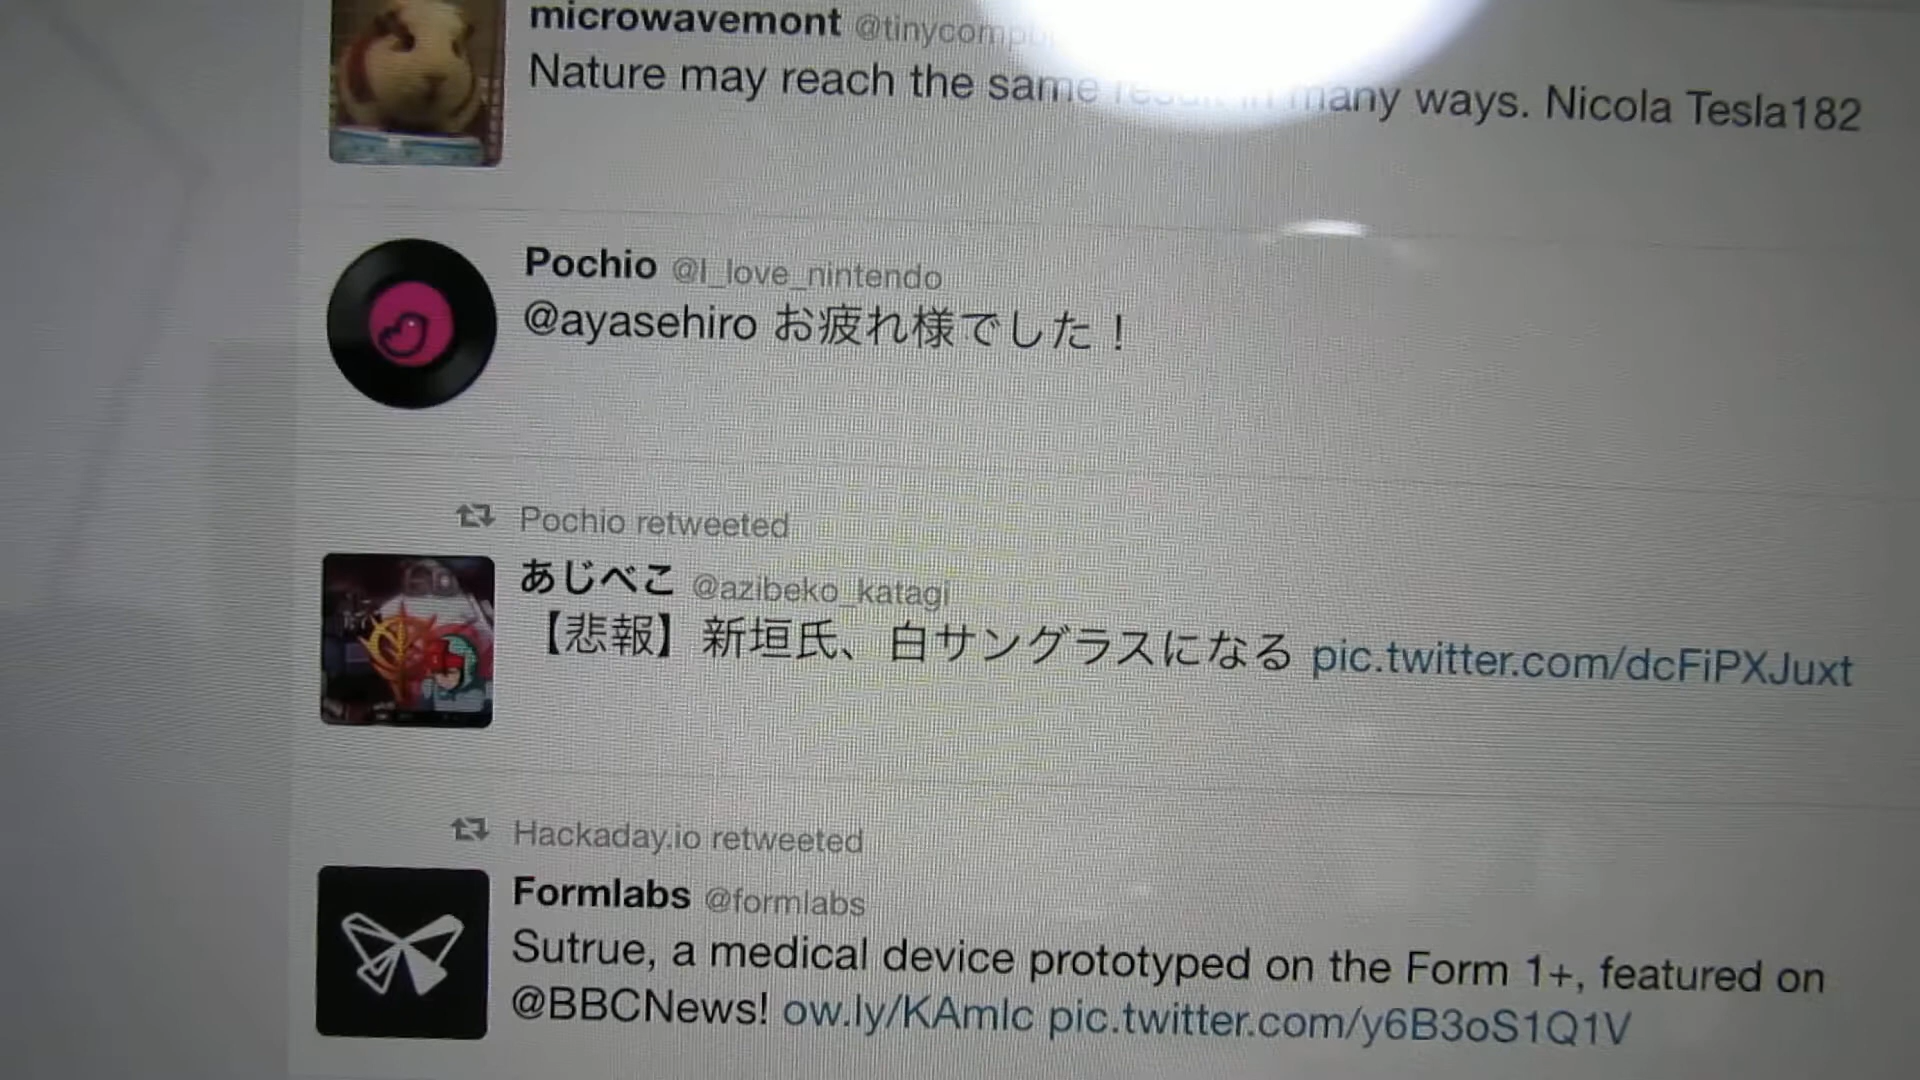 microwavemont
Nature may reach the same result in many ways. Nicola Tesla182
Pochio @I_love_nintendo
@ayasehiro お疲れ様でした！
Pochio retweeted
あじべこ @azibeko_katagi
【悲報】新垣氏、白サングラスになる pic.twitter.com/dcFiPXJuxt
Hackaday.io retweeted
Formlabs @formlabs
Sutrue, a medical device prototyped on the Form 1+, featured on
@BBCNews! ow.ly/KAmIc pic.twitter.com/y6B3oS1Q1V